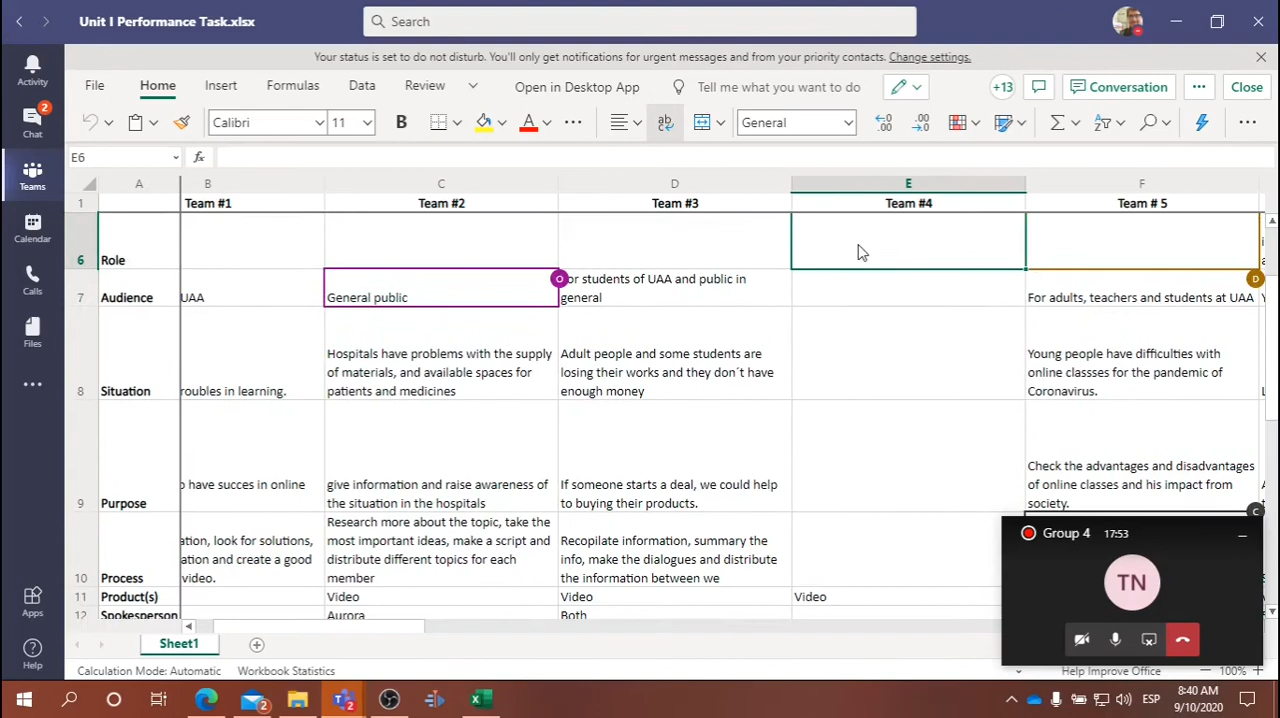 Unit I Performance Task.xlsx
Search
Your status is set to do not disturb. You'll only get notifications for urgent messages and from your priority contacts. Change settings.
Activity
Chat
2
Teams
Calendar
Calls
Files
Apps
Help
File
Home
Insert
Formulas
Data
Review
Open in Desktop App
Tell me what you want to do
+13
Conversation
Close
Calibri
11
B
A
General
E6
fx
A
B
C
D
E
F
1
Team #1
Team #2
Team #3
Team #4
Team # 5
6
Role
7
Audience
UAA
General public
O
or students of UAA and public in
general
For adults, teachers and students at UAA
D
8
Situation
roubles in learning.
Hospitals have problems with the supply
of materials, and available spaces for
patients and medicines
Adult people and some students are
losing their works and they don´t have
enough money
Young people have difficulties with
online classses for the pandemic of
Coronavirus.
9
Purpose
have succes in online
give information and raise awareness of
the situation in the hospitals
If someone starts a deal, we could help
to buying their products.
Check the advantages and disadvantages
of online classes and his impact from
society.
C
10
Process
ation, look for solutions,
ation and create a good
video.
Research more about the topic, take the
most important ideas, make a script and
distribute different topics for each
member
Recopilate information, summary the
info, make the dialogues and distribute
the information between we
11
Product(s)
Video
Video
Video
12
Spokesperson
Aurora
Both
Group 4
17:53
TN
Sheet1
Calculation Mode: Automatic
Workbook Statistics
Help Improve Office
100%
2
2
ESP
8:40 AM
9/10/2020